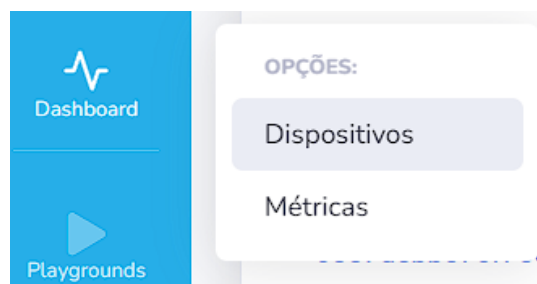 Dashboard
Playgrounds
OPÇÕES:
Dispositivos
Métricas